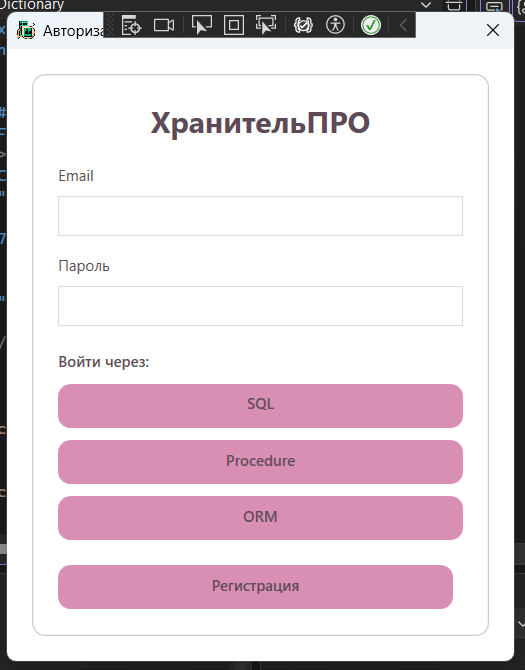 Dictionary
Авториза
ХранительПРО
Email
Пароль
Войти через:
SQL
Procedure
ORM
Регистрация